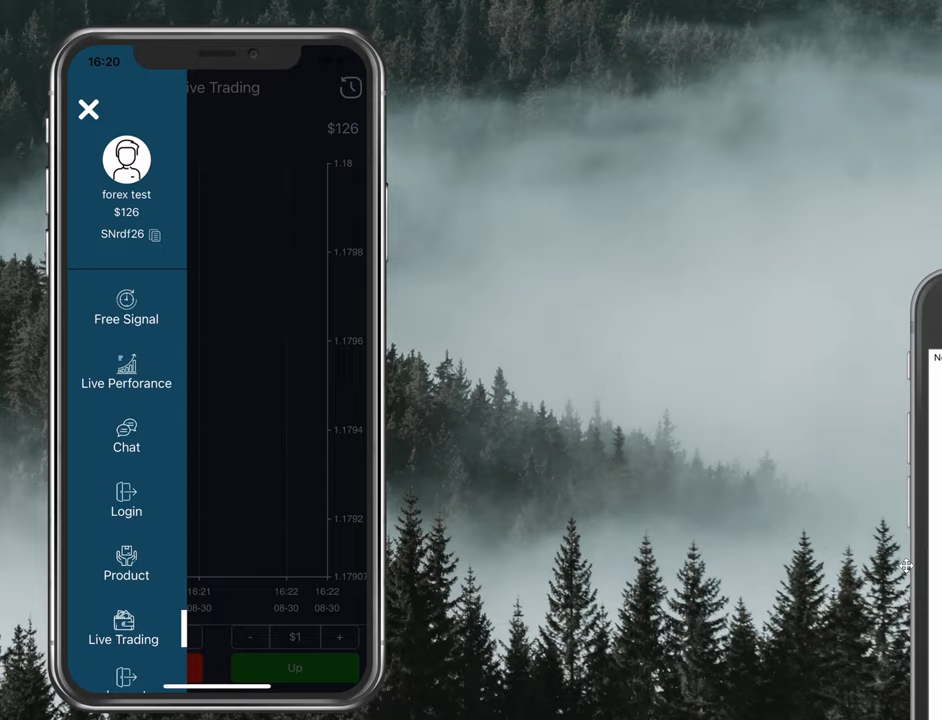 16:20
ive Trading
$126
forex test
$126
SNrdf26
1.18
1.1798
1.1796
1.1794
1.1792
1.1790
Free Signal
Live Perforance
Chat
Login
Product
Live Trading
16:21
16:22
16:22
08-30
08-30
08-30
- $1 +
Up